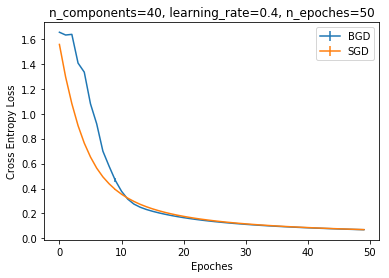 n_components=40, learning_rate=0.4, n_epoches=50
BGD
SGD
Cross Entropy Loss
1.6
1.4
1.2
1.0
0.8
0.6
0.4
0.2
0.0
0 10 20 30 40 50
Epoches